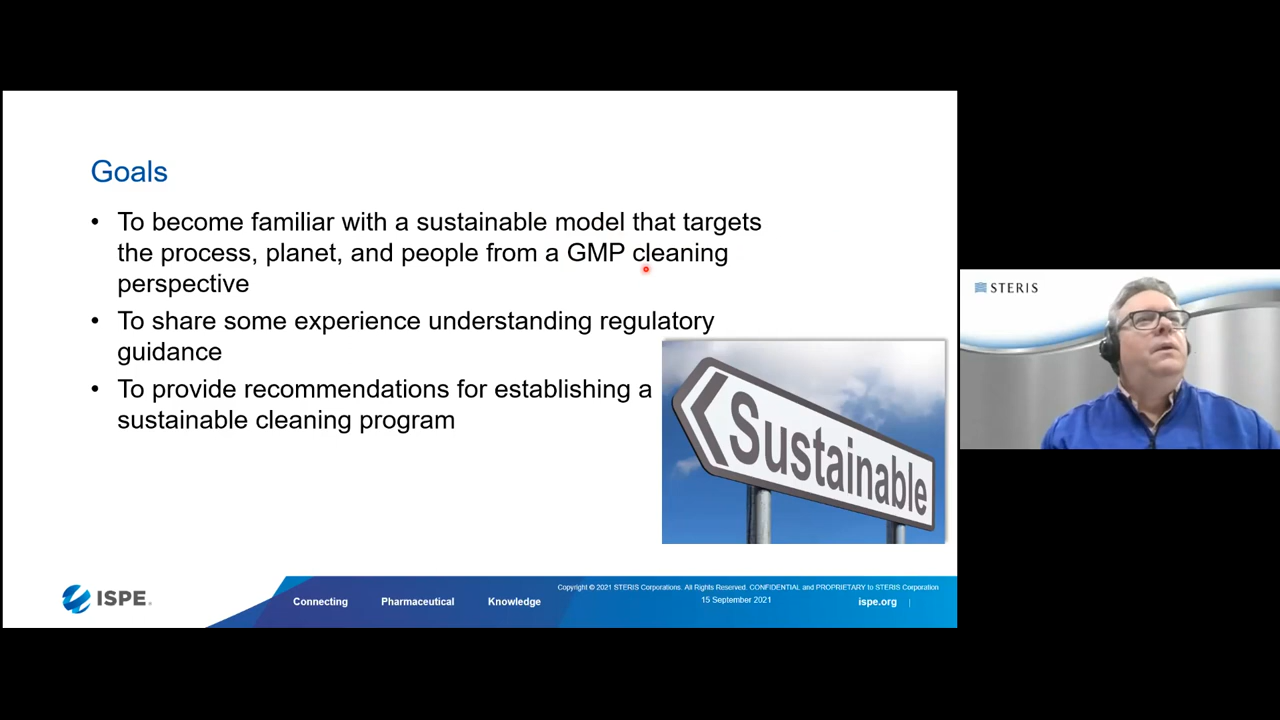 Goals
• To become familiar with a sustainable model that targets
the process, planet, and people from a GMP cleaning
perspective
• To share some experience understanding regulatory
guidance
• To provide recommendations for establishing a
sustainable cleaning program
Sustainable
STERIS
ISPE.
Connecting Pharmaceutical Knowledge
Copyright © 2021 STERIS Corporations. All Rights Reserved. CONFIDENTIAL and PROPRIETARY to STERIS Corporation
15 September 2021
ispe.org |